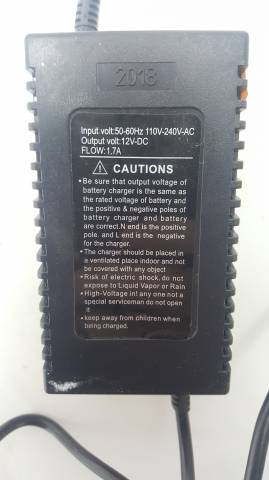 2018
Input volt:50-60Hz 110V-240V-AC
Output volt:12V-DC
FLOW:1.7A
⚠ CAUTIONS
•Be sure that output voltage of
battery charger is the same as
the rated voltage of battery and
the positive & negative poles of
battery charger and battery
are correct.N end is the positive
pole. and L end is the negative
for the charger.
•The charger should be placed in
a ventilated place indoor and not
be covered with any object
•Risk of electric shock,do not
expose to Liquid Vapor or Rain
•High-Voltage in! any one not a
special serviceman do not open
it
•keep away from children when
being charged.